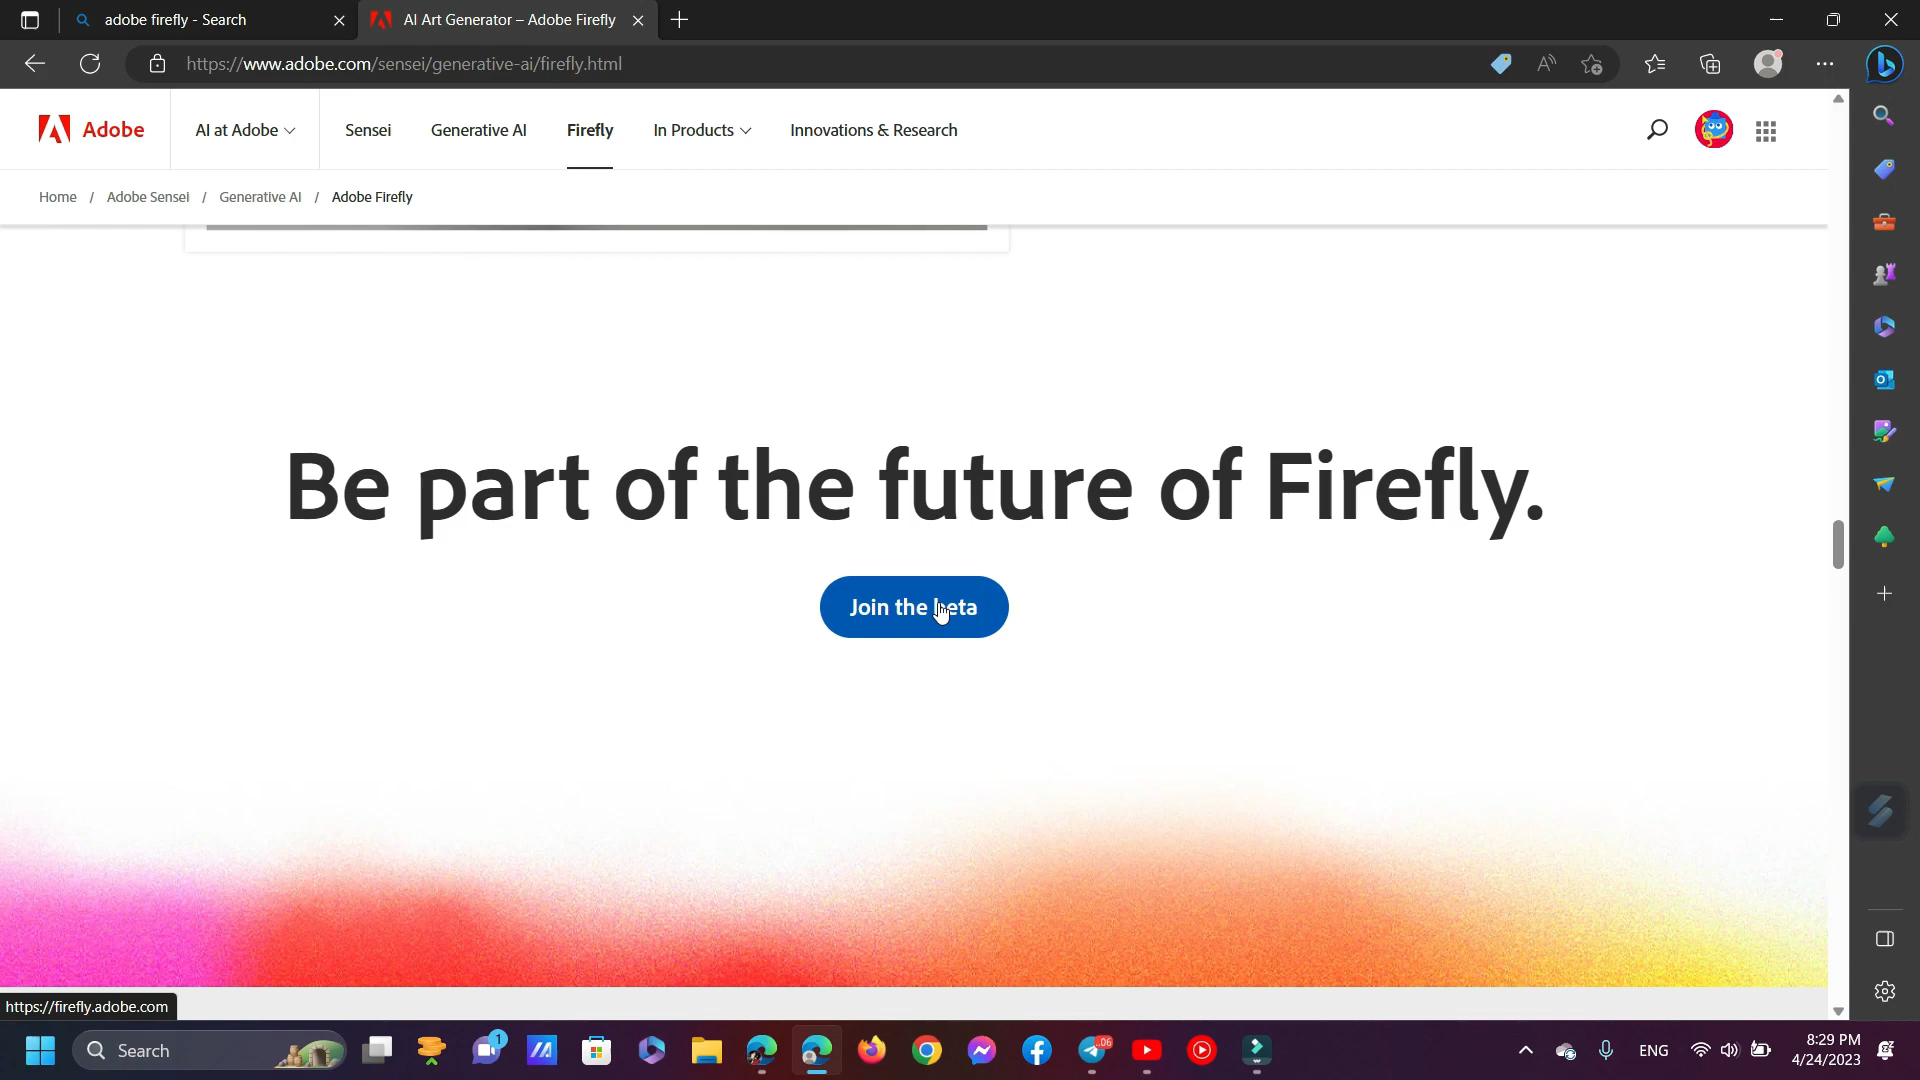 adobe firefly - Search
AI Art Generator – Adobe Firefly
https://www.adobe.com/sensei/generative-ai/firefly.html
Adobe
AI at Adobe
Sensei
Generative AI
Firefly
In Products
Innovations & Research
Home / Adobe Sensei / Generative AI / Adobe Firefly
Be part of the future of Firefly.
Join the beta
https://firefly.adobe.com
Search
1
.06
ENG
8:29 PM
4/24/2023